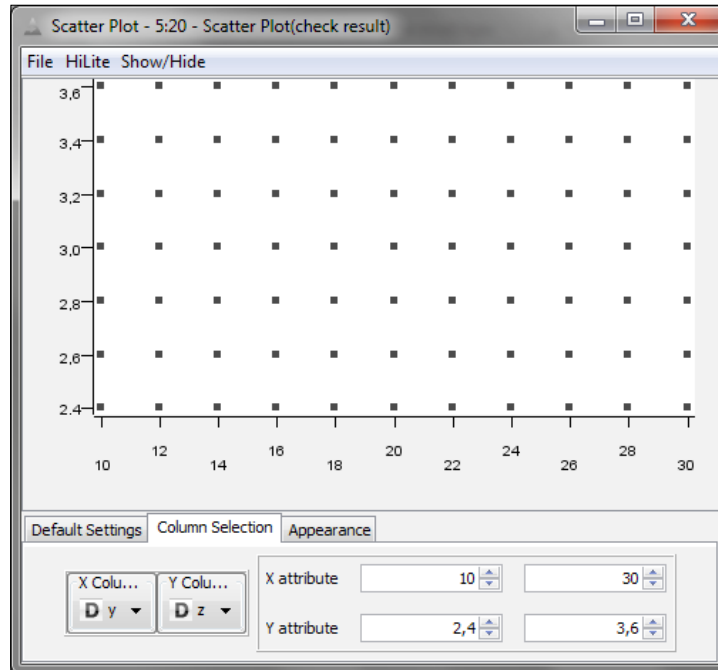 Scatter Plot - 5:20 - Scatter Plot(check result)
File HiLite Show/Hide
3,6
3,4
3,2
3,0
2,8
2,6
2.4
10 12 14 16 18 20 22 24 26 28 30
Default Settings Column Selection Appearance
X Colu... Y Colu... X attribute 10 30
D y D z
Y attribute 2,4 3,6